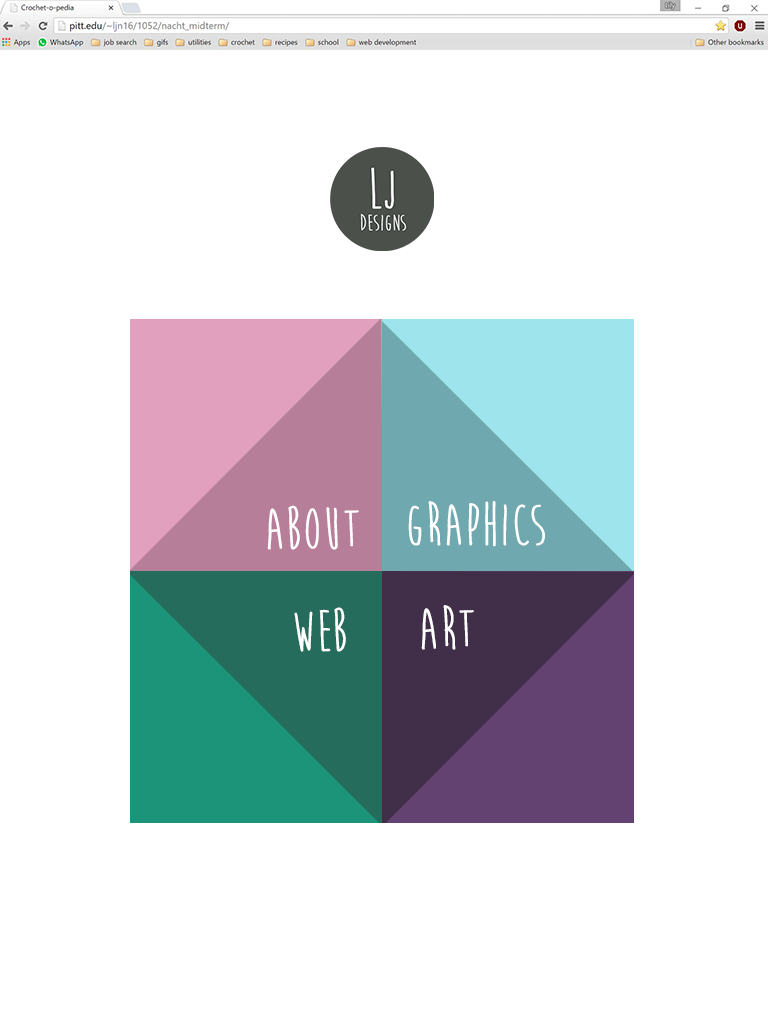 Crochet-o-pedia
Lily
pitt.edu/~ljn16/1052/nacht_midterm/
Apps WhatsApp job search gifs utilities crochet recipes school web development Other bookmarks
LJ
DESIGNS
ABOUT GRAPHICS
WEB ART